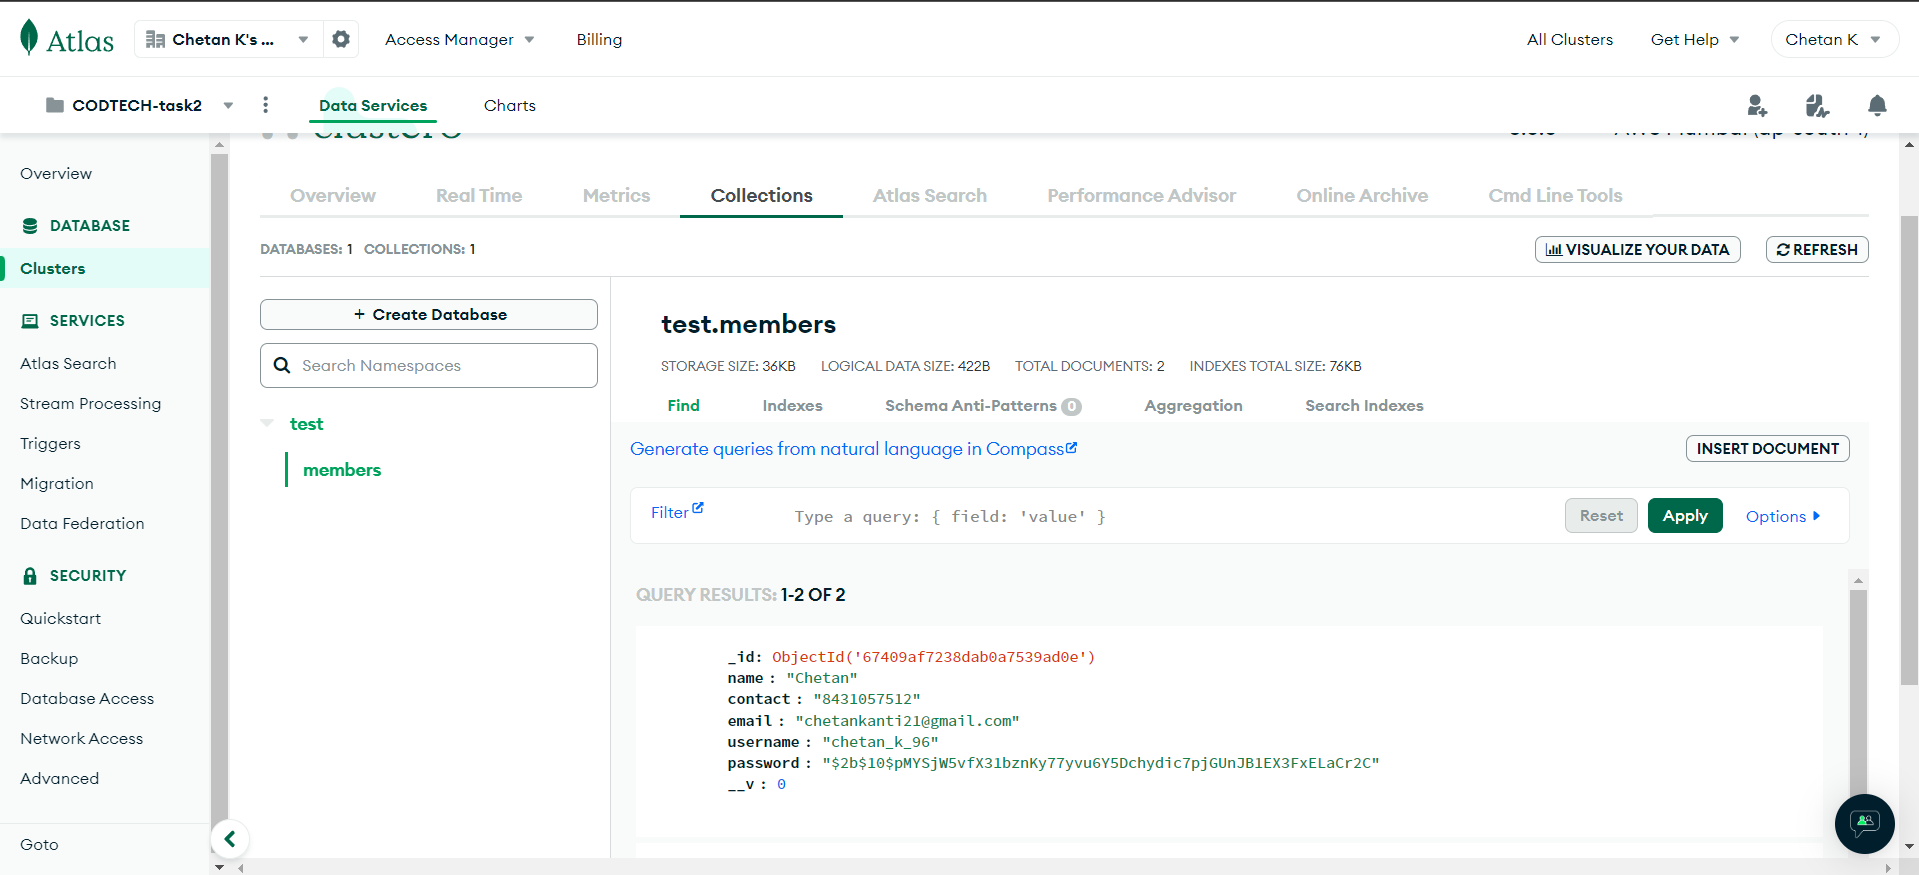 Atlas
Chetan K's ...
Access Manager
Billing
All Clusters
Get Help
Chetan K
CODTECH-task2
Data Services
Charts
Overview
DATABASE
Clusters
SERVICES
Atlas Search
Stream Processing
Triggers
Migration
Data Federation
SECURITY
Quickstart
Backup
Database Access
Network Access
Advanced
Goto
Overview
Real Time
Metrics
Collections
Atlas Search
Performance Advisor
Online Archive
Cmd Line Tools
DATABASES: 1 COLLECTIONS: 1
VISUALIZE YOUR DATA
REFRESH
+ Create Database
Search Namespaces
test
members
test.members
STORAGE SIZE: 36KB LOGICAL DATA SIZE: 422B TOTAL DOCUMENTS: 2 INDEXES TOTAL SIZE: 76KB
Find
Indexes
Schema Anti-Patterns 0
Aggregation
Search Indexes
Generate queries from natural language in Compass
INSERT DOCUMENT
Filter
Type a query: { field: 'value' }
Reset
Apply
Options
QUERY RESULTS: 1-2 OF 2
_id: ObjectId('67409af7238dab0a7539ad0e')
name : "Chetan"
contact : "8431057512"
email : "chetankanti21@gmail.com"
username : "chetan_k_96"
password : "$2b$10$pMYSjW5vfX31bznKy77yvu6Y5Dchydic7pjGUnJB1EX3FxELaCr2C"
__v : 0